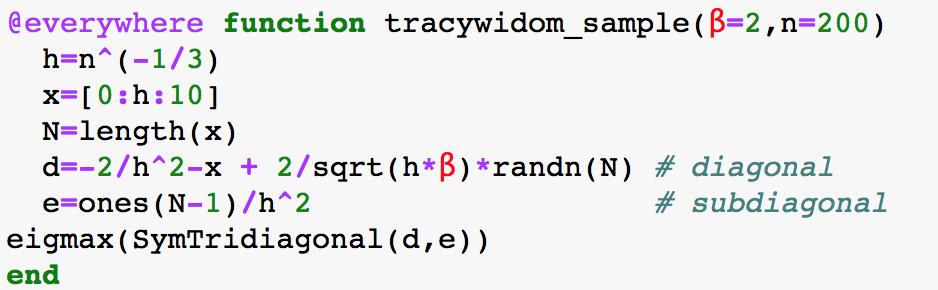 @everywhere function tracywidom_sample(β=2,n=200)
  h=n^(-1/3)
  x=[0:h:10]
  N=length(x)
  d=-2/h^2-x + 2/sqrt(h*β)*randn(N) # diagonal
  e=ones(N-1)/h^2                   # subdiagonal
eigmax(SymTridiagonal(d,e))
end